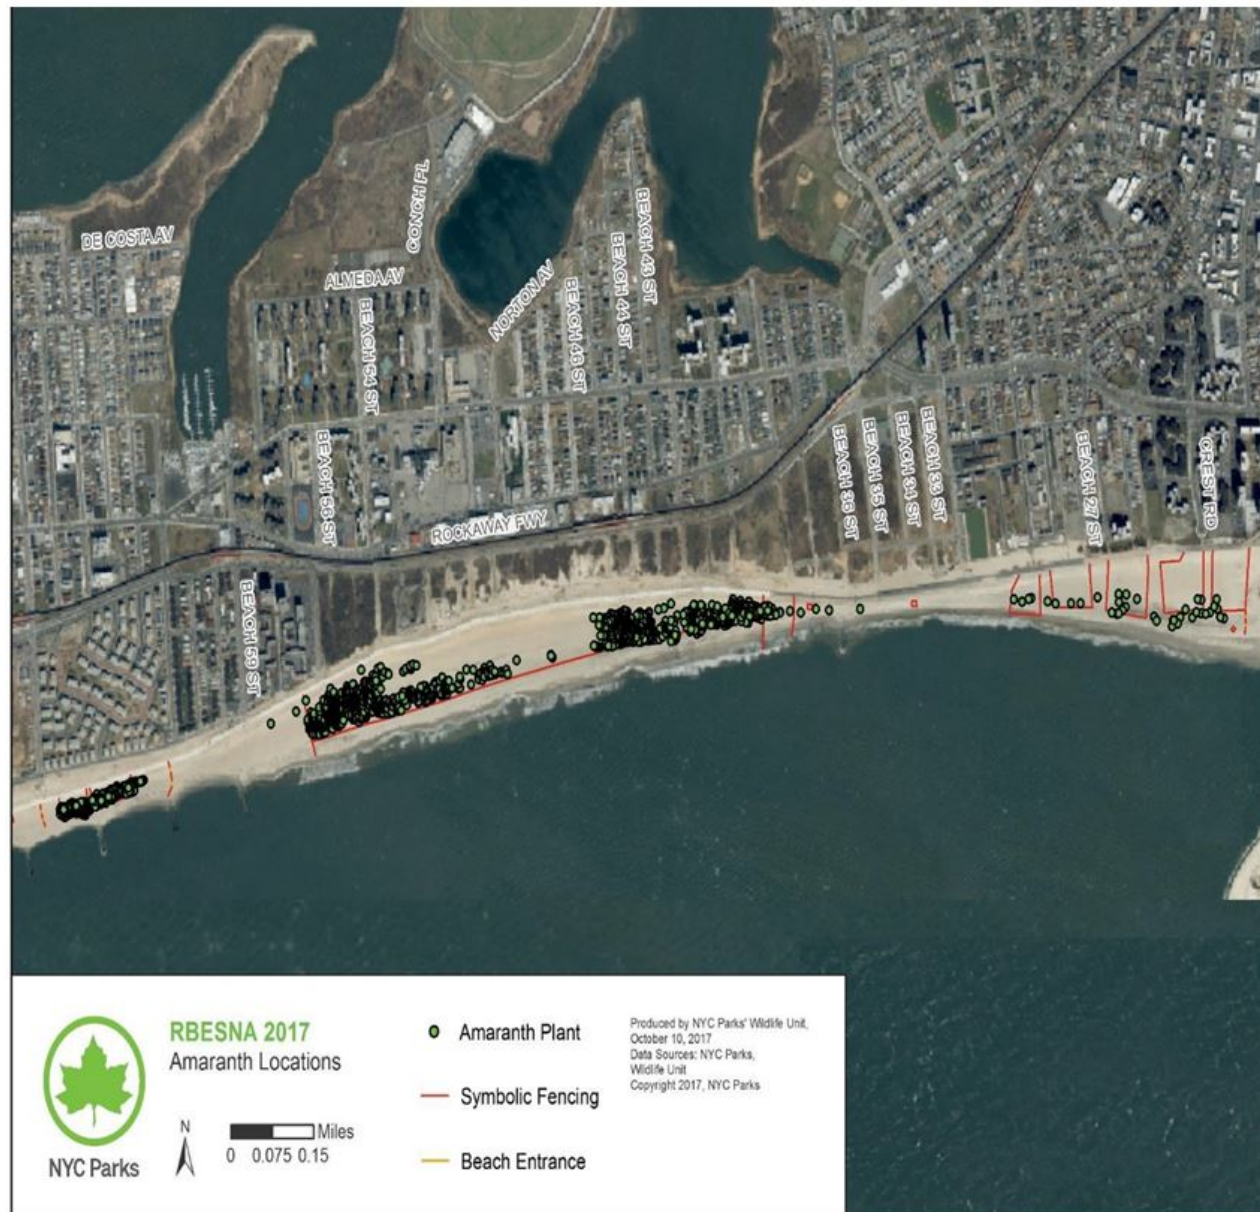 DE COSTA AV
CONCH PL
ALMEDA AV
NORTON AV
BEACH 43 ST
BEACH 44 ST
BEACH 48 ST
BEACH 54 ST
BEACH 58 ST
ROCKAWAY FWY
BEACH 36 ST
BEACH 35 ST
BEACH 34 ST
BEACH 33 ST
BEACH 27 ST
CREST RD
BEACH 59 ST
NYC Parks
RBESNA 2017
Amaranth Locations
N
Miles
0 0.075 0.15
Amaranth Plant
Symbolic Fencing
Beach Entrance
Produced by NYC Parks' Wildlife Unit,
October 10, 2017
Data Sources: NYC Parks,
Wildlife Unit
Copyright 2017, NYC Parks